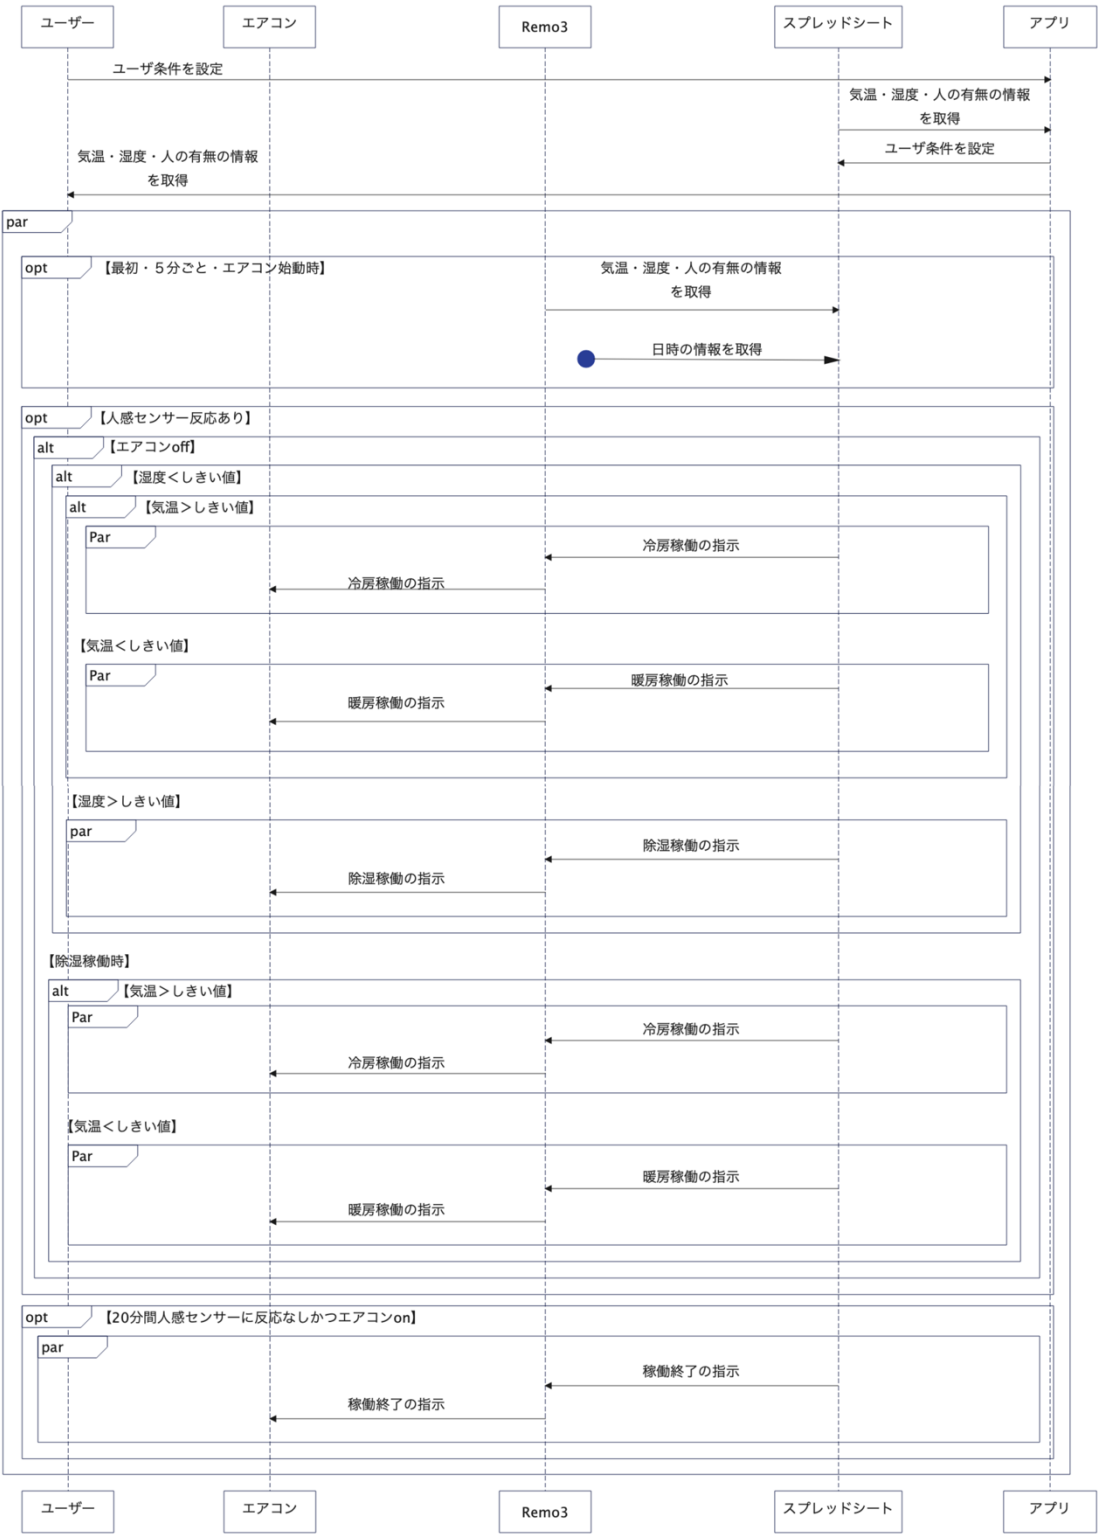 ユーザー
エアコン
Remo3
スプレッドシート
アプリ
ユーザ条件を設定
気温・湿度・人の有無の情報
を取得
ユーザ条件を設定
気温・湿度・人の有無の情報
を取得
par
opt
【最初・５分ごと・エアコン始動時】
気温・湿度・人の有無の情報
を取得
日時の情報を取得
opt
【人感センサー反応あり】
alt
【エアコンoff】
alt
【湿度＜しきい値】
alt
【気温＞しきい値】
Par
冷房稼働の指示
冷房稼働の指示
【気温＜しきい値】
Par
暖房稼働の指示
暖房稼働の指示
【湿度＞しきい値】
par
除湿稼働の指示
除湿稼働の指示
【除湿稼働時】
alt
【気温＞しきい値】
Par
冷房稼働の指示
冷房稼働の指示
【気温＜しきい値】
Par
暖房稼働の指示
暖房稼働の指示
opt
【20分間人感センサーに反応なしかつエアコンon】
par
稼働終了の指示
稼働終了の指示
ユーザー
エアコン
Remo3
スプレッドシート
アプリ